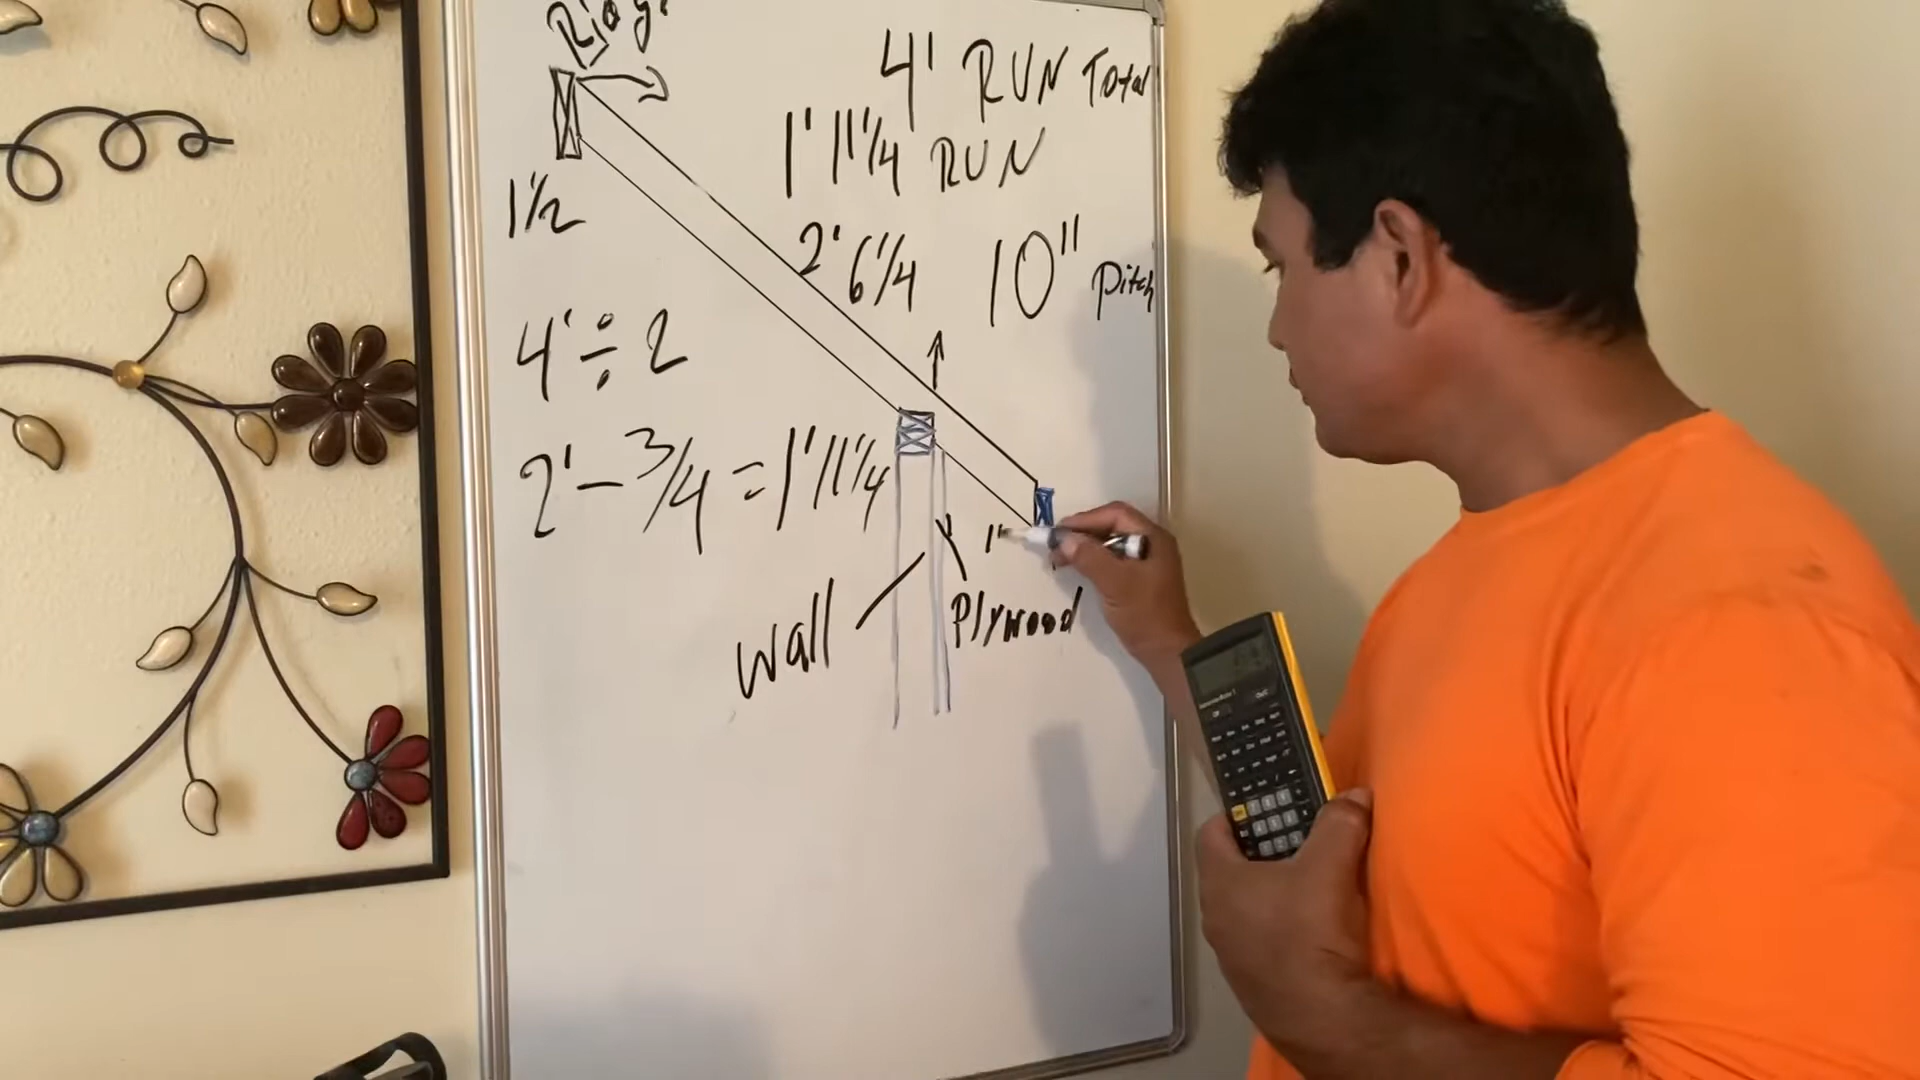 Ridge
4' RUN Total
1' 11 1/4 RUN
1 1/2
2' 6 1/4
10" pitch
4' ÷ 2
2' - 3/4 = 1' 11 1/4
1"
wall
Plywood